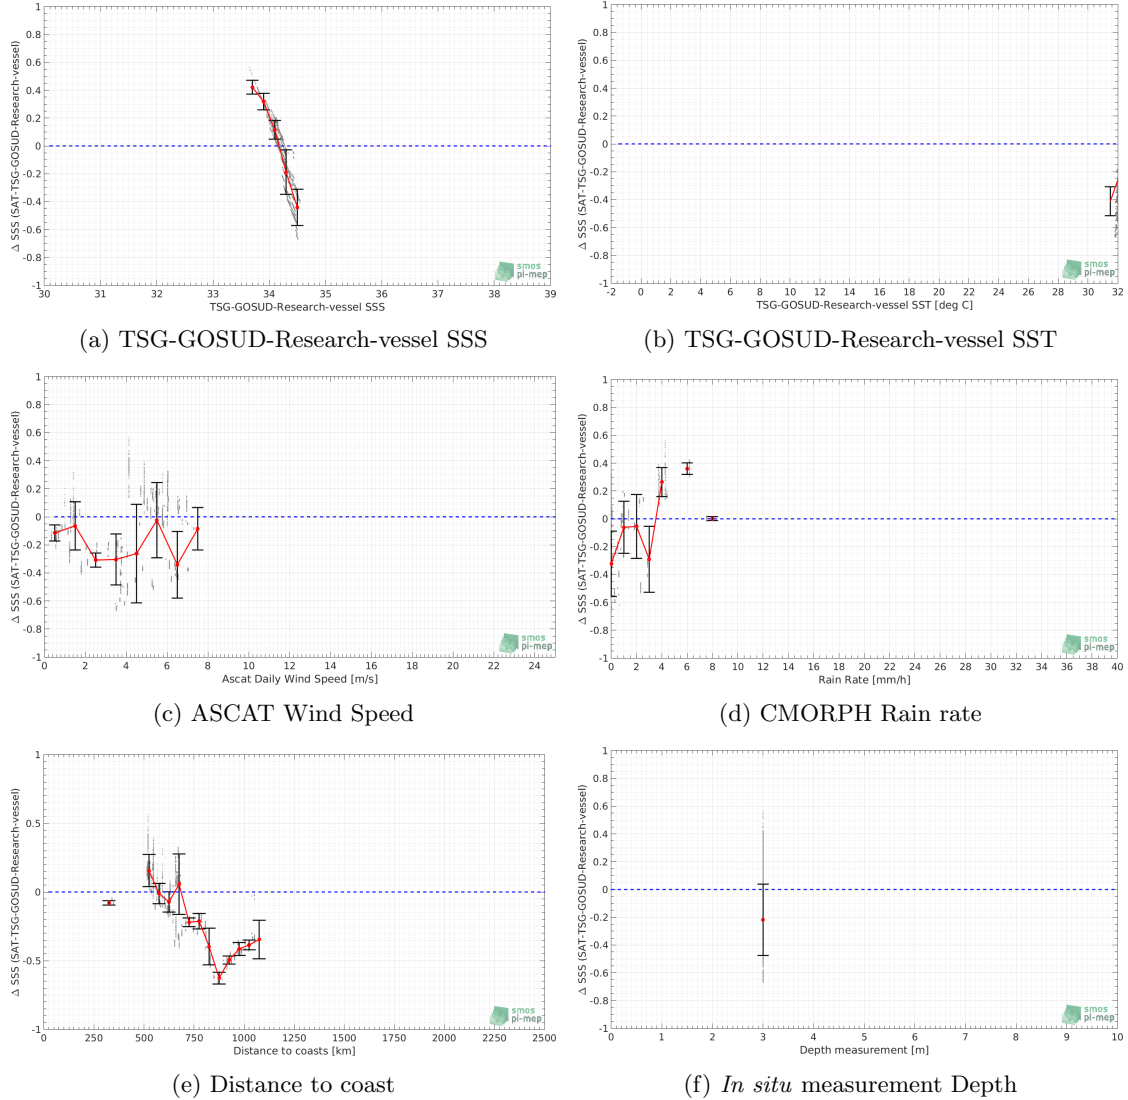 1
0.8
0.6
0.4
0.2
0
-0.2
-0.4
-0.6
-0.8
-1
Δ SSS (SAT-TSG-GOSUD-Research-vessel)
30 31 32 33 34 35 36 37 38 39
TSG-GOSUD-Research-vessel SSS
smos
pi-mep
(a) TSG-GOSUD-Research-vessel SSS
1
0.8
0.6
0.4
0.2
0
-0.2
-0.4
-0.6
-0.8
-1
Δ SSS (SAT-TSG-GOSUD-Research-vessel)
-2 0 2 4 6 8 10 12 14 16 18 20 22 24 26 28 30 32
TSG-GOSUD-Research-vessel SST [deg C]
smos
pi-mep
(b) TSG-GOSUD-Research-vessel SST
1
0.8
0.6
0.4
0.2
0
-0.2
-0.4
-0.6
-0.8
-1
Δ SSS (SAT-TSG-GOSUD-Research-vessel)
0 2 4 6 8 10 12 14 16 18 20 22 24
Ascat Daily Wind Speed [m/s]
smos
pi-mep
(c) ASCAT Wind Speed
1
0.8
0.6
0.4
0.2
0
-0.2
-0.4
-0.6
-0.8
-1
Δ SSS (SAT-TSG-GOSUD-Research-vessel)
0 2 4 6 8 10 12 14 16 18 20 22 24 26 28 30 32 34 36 38 40
Rain Rate [mm/h]
smos
pi-mep
(d) CMORPH Rain rate
1
0.5
0
-0.5
-1
Δ SSS (SAT-TSG-GOSUD-Research-vessel)
0 250 500 750 1000 1250 1500 1750 2000 2250 2500
Distance to coasts [km]
smos
pi-mep
(e) Distance to coast
1
0.8
0.6
0.4
0.2
0
-0.2
-0.4
-0.6
-0.8
-1
Δ SSS (SAT-TSG-GOSUD-Research-vessel)
0 1 2 3 4 5 6 7 8 9 10
Depth measurement [m]
smos
pi-mep
(f) In situ measurement Depth